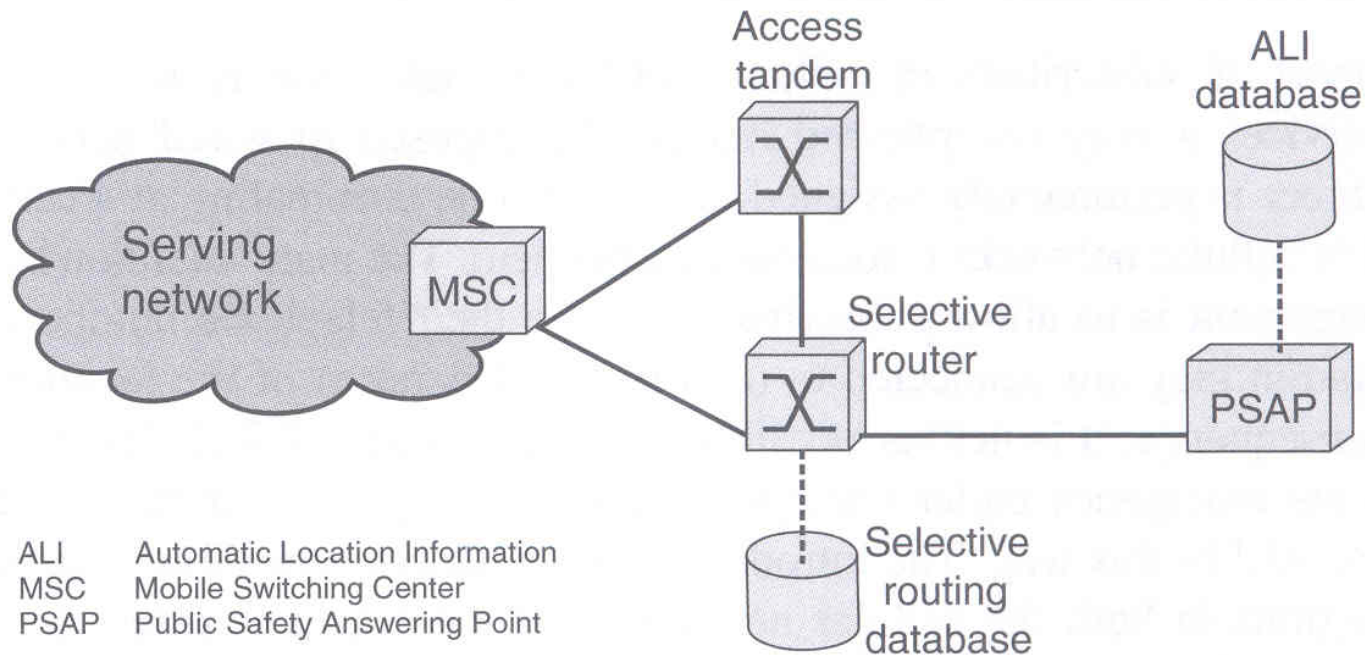 Access
tandem
ALI
database
Serving
network
MSC
Selective
router
PSAP
Selective
routing
database
ALI Automatic Location Information
MSC Mobile Switching Center
PSAP Public Safety Answering Point